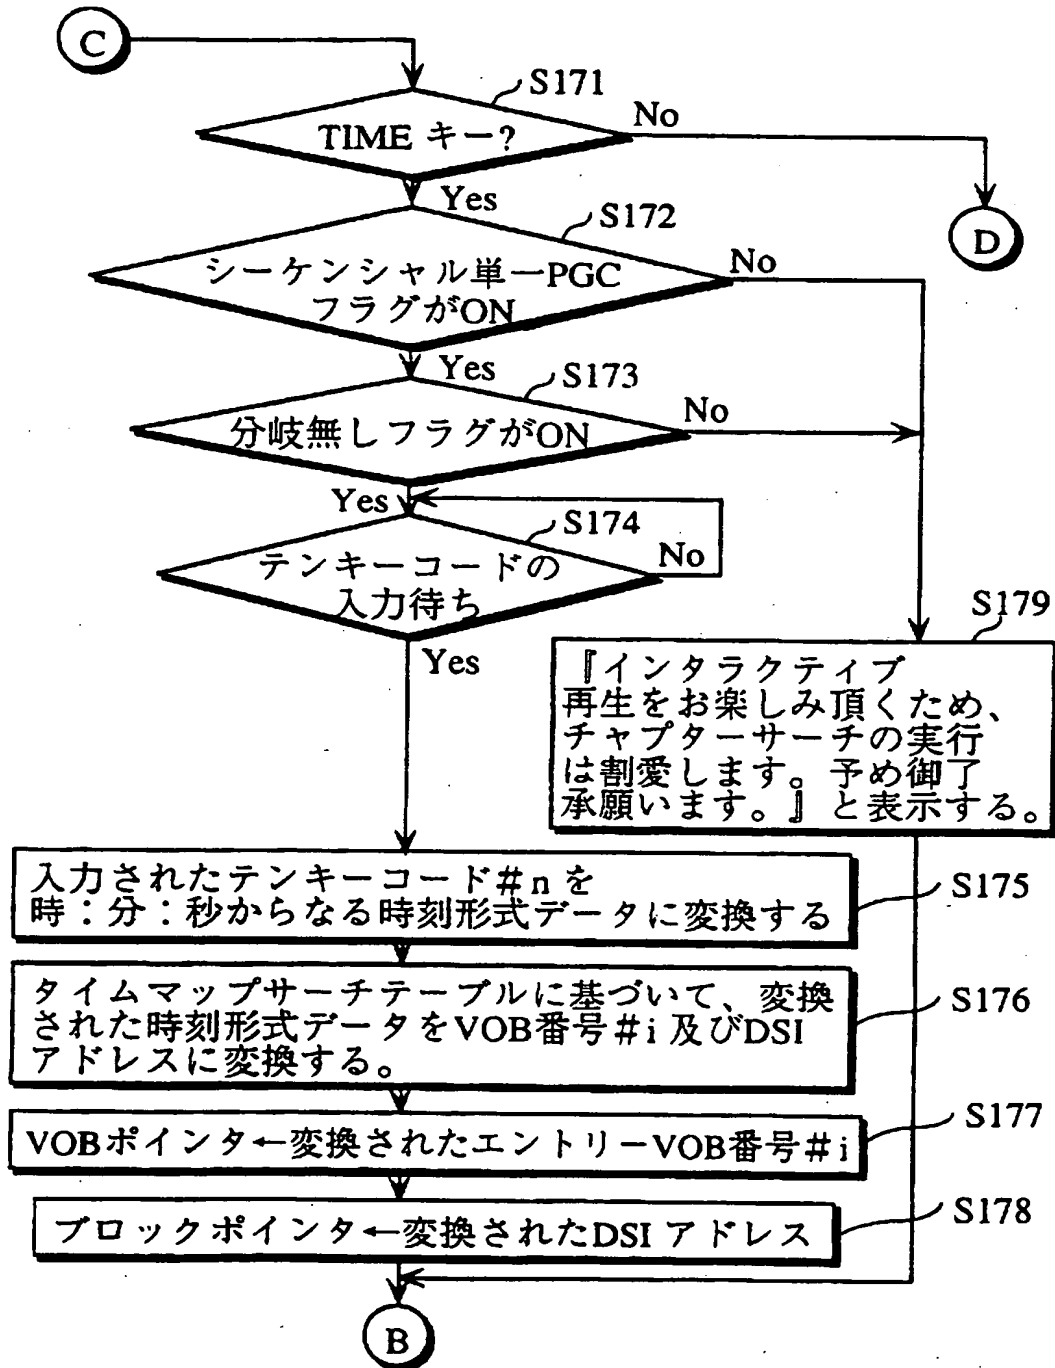 C
S171
TIME キー?
No
Yes
D
S172
シーケンシャル単一PGC
フラグがON
No
Yes
S173
分岐無しフラグがON
No
Yes
S174
テンキーコードの
入力待ち
No
Yes
S179
『インタラクティブ
再生をお楽しみ頂くため、
チャプターサーチの実行
は割愛します。予め御了
承願います。』と表示する。
入力されたテンキーコード#nを
時:分:秒からなる時刻形式データに変換する
S175
タイムマップサーチテーブルに基づいて、変換
された時刻形式データをVOB番号#i及びDSI
アドレスに変換する。
S176
VOBポインタ←変換されたエントリーVOB番号#i
S177
ブロックポインタ←変換されたDSIアドレス
S178
B